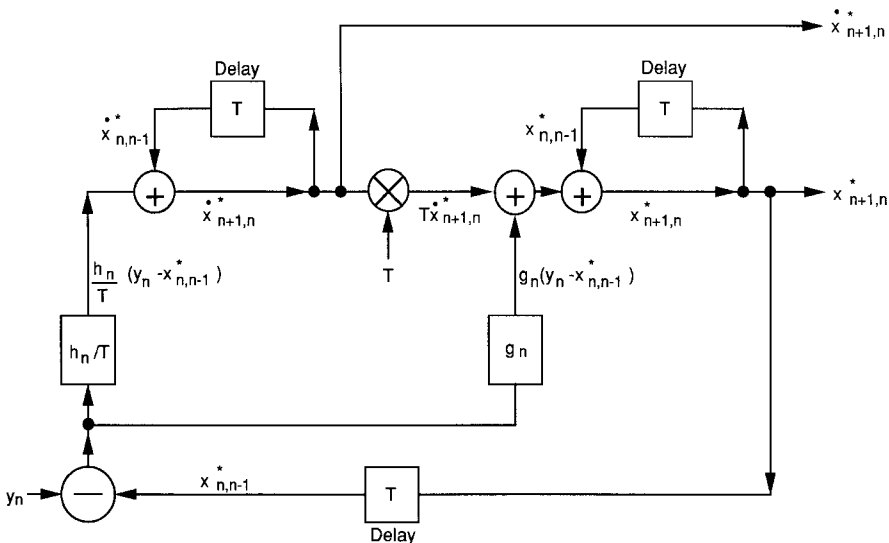 ẋ*n+1,n
Delay
T
ẋ*n,n-1
+
ẋ*n+1,n
T
Tẋ*n+1,n
+
Delay
T
x*n,n-1
+
x*n+1,n
x*n+1,n
hn/T (yn - x*n,n-1)
gn(yn - x*n,n-1)
hn/T
gn
yn
—
x*n,n-1
T
Delay